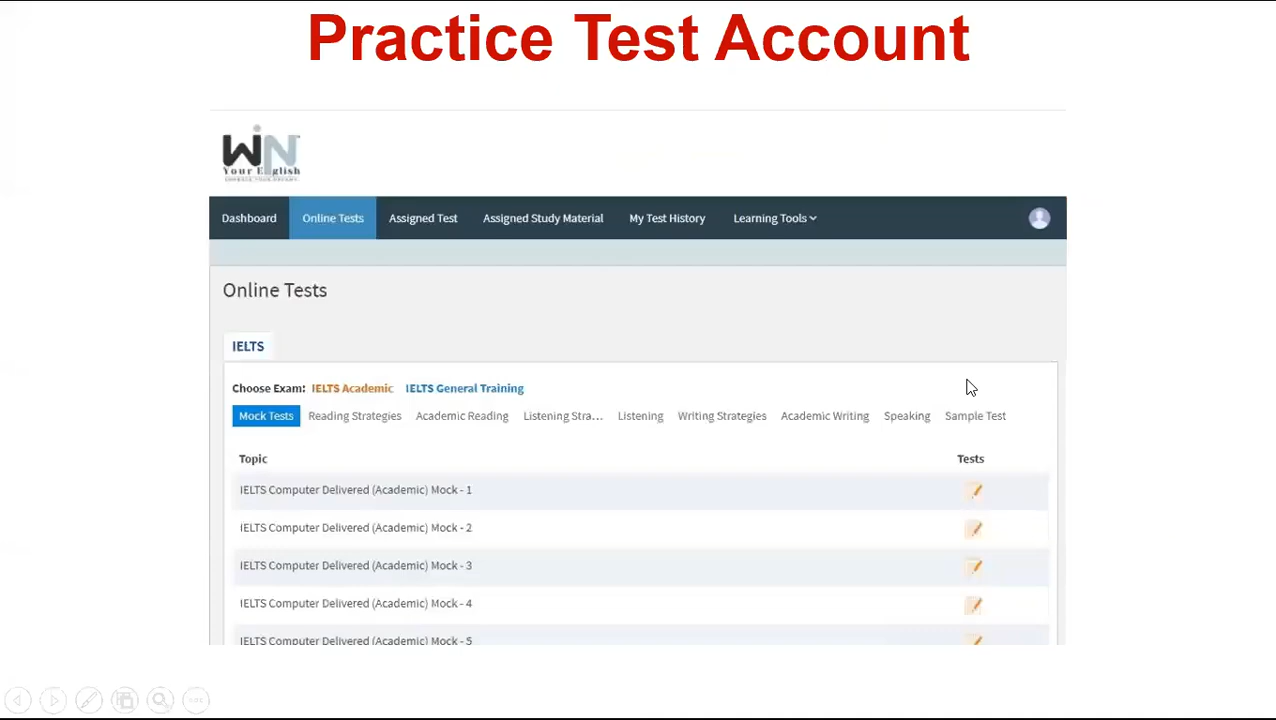 Practice Test Account
WiN
Your English
Dashboard Online Tests Assigned Test Assigned Study Material My Test History Learning Tools
Online Tests
IELTS
Choose Exam: IELTS Academic IELTS General Training
Mock Tests Reading Strategies Academic Reading Listening Stra... Listening Writing Strategies Academic Writing Speaking Sample Test
Topic Tests
IELTS Computer Delivered (Academic) Mock - 1
IELTS Computer Delivered (Academic) Mock - 2
IELTS Computer Delivered (Academic) Mock - 3
IELTS Computer Delivered (Academic) Mock - 4
IELTS Computer Delivered (Academic) Mock - 5